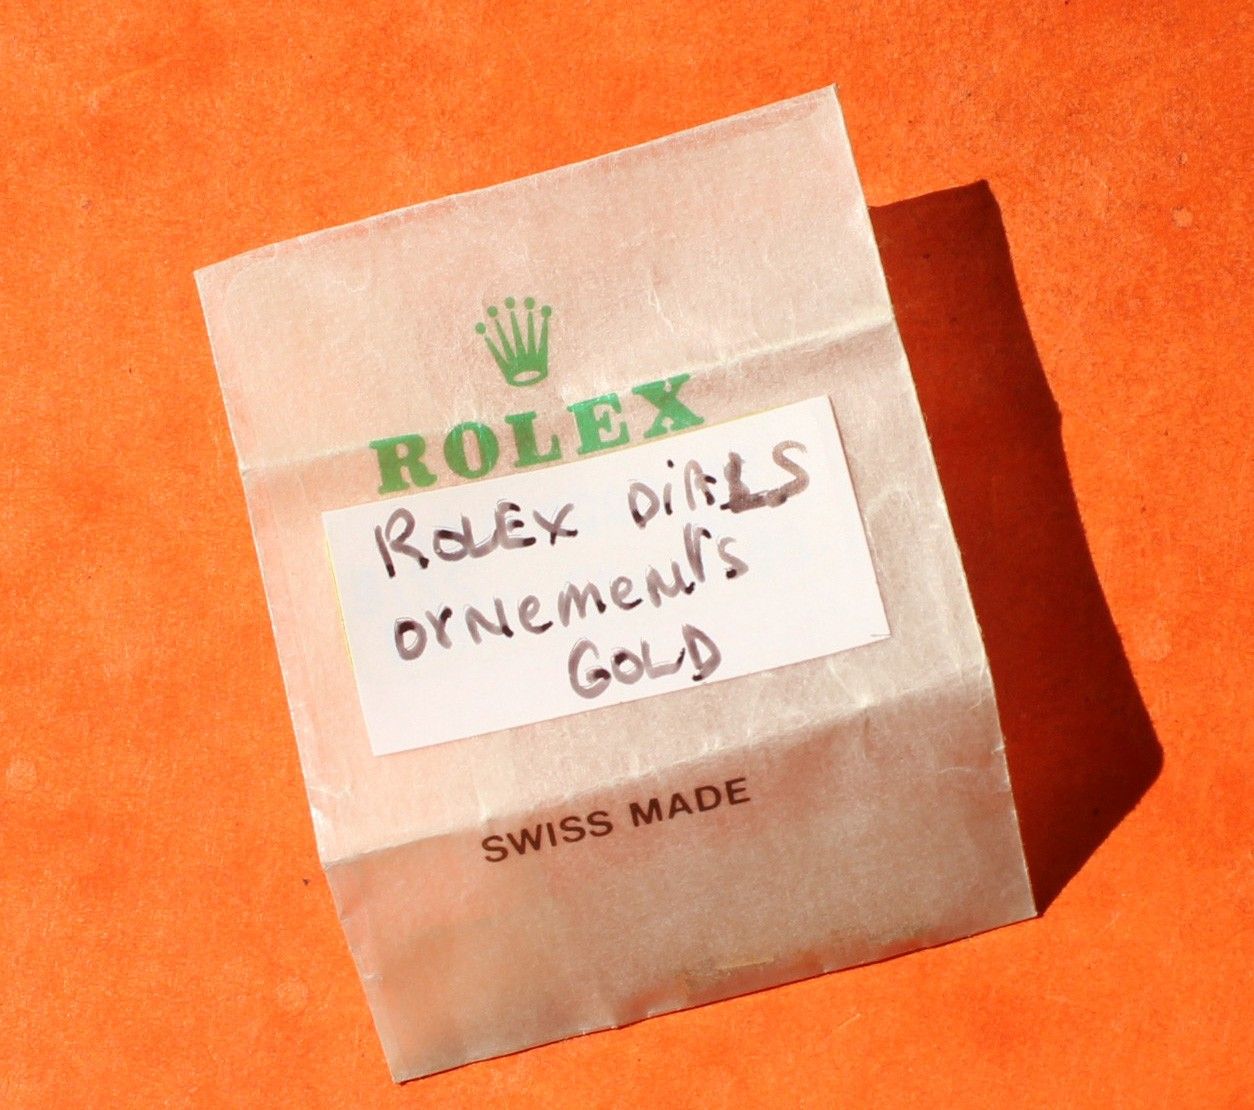 ROLEX
ROLEX DiALS
orNemeNTs
GOLD
SWISS MADE